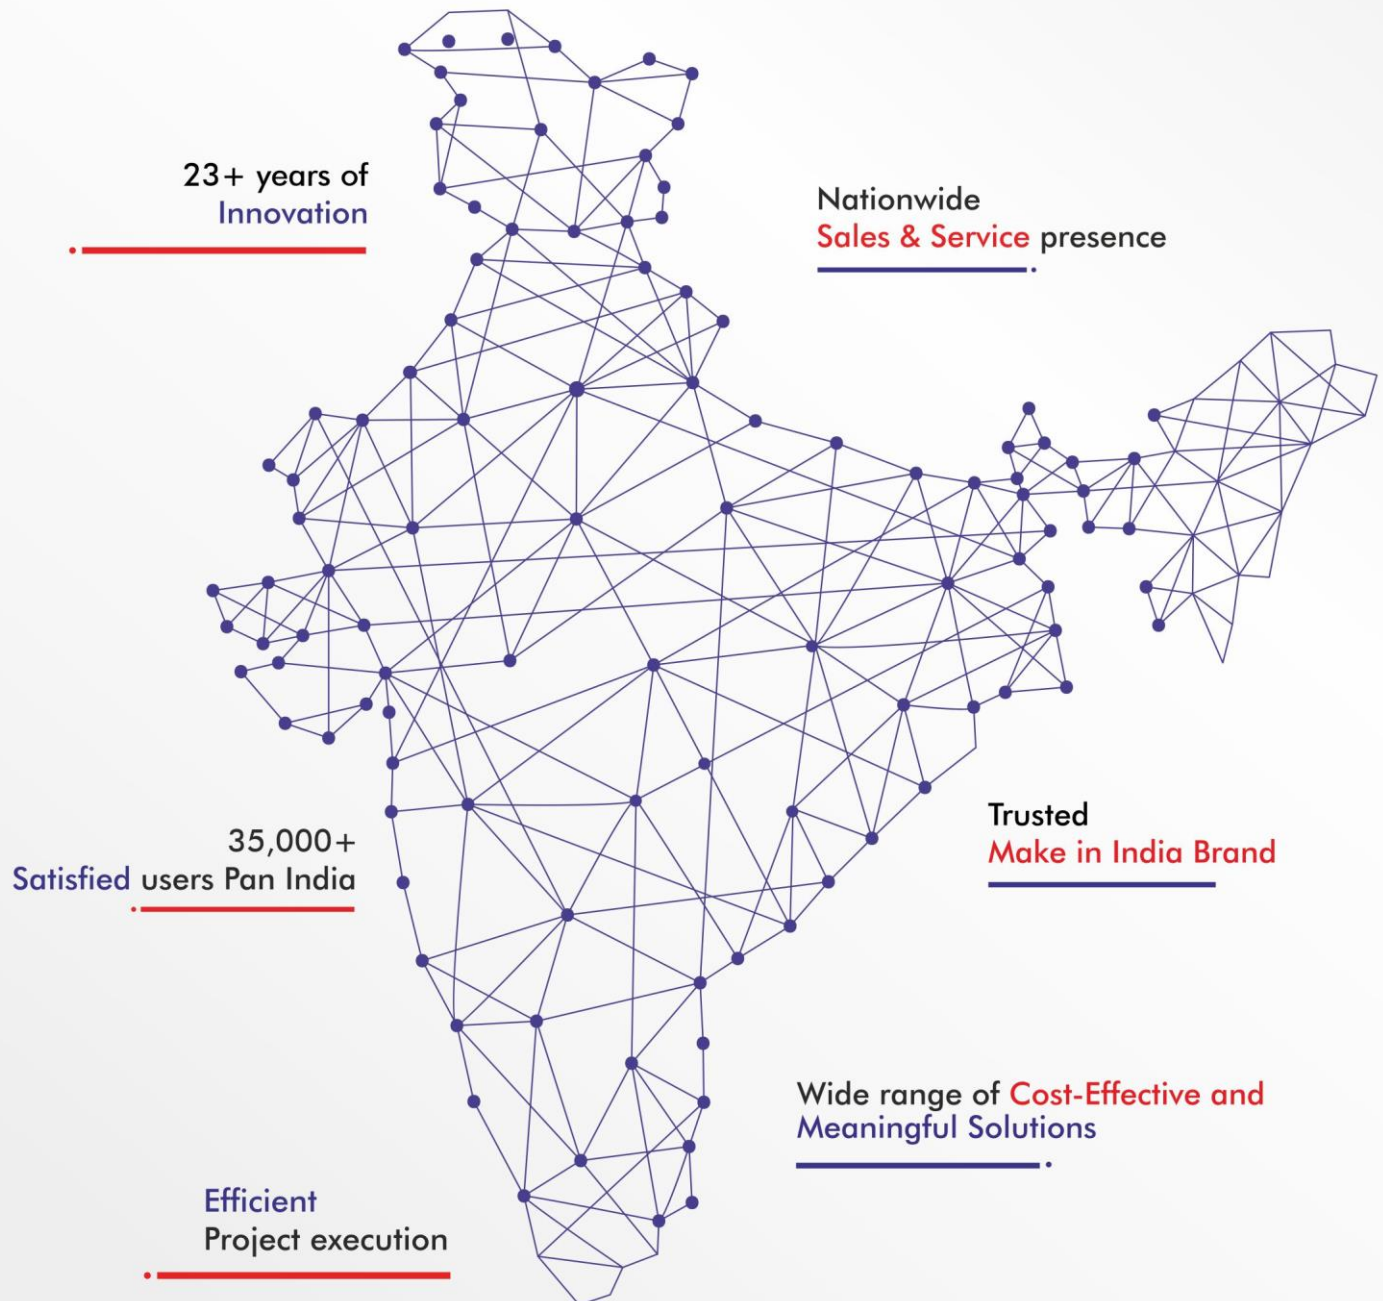 23+ years of
Innovation
Nationwide
Sales & Service presence
35,000+
Satisfied users Pan India
Trusted
Make in India Brand
Wide range of Cost-Effective and
Meaningful Solutions
Efficient
Project execution